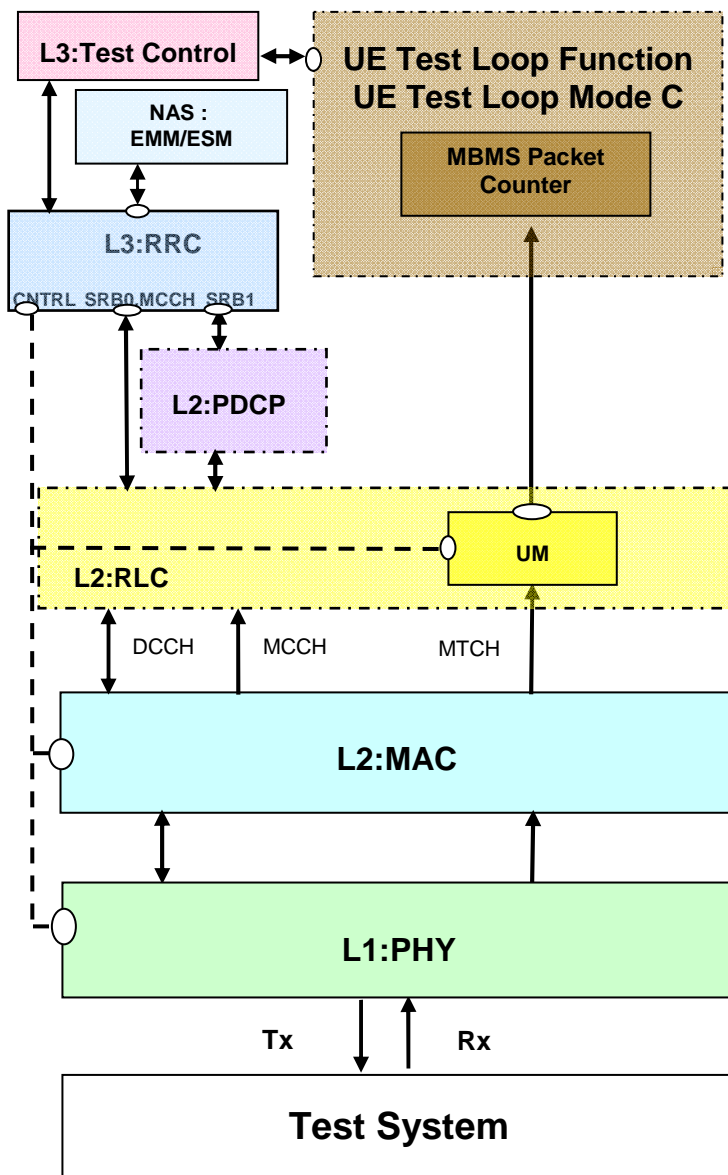 L3:Test Control
UE Test Loop Function
UE Test Loop Mode C
NAS :
EMM/ESM
MBMS Packet
Counter
L3:RRC
CNTRL SRB0,MCCH SRB1
L2:PDCP
UM
L2:RLC
DCCH MCCH MTCH
L2:MAC
L1:PHY
Tx Rx
Test System